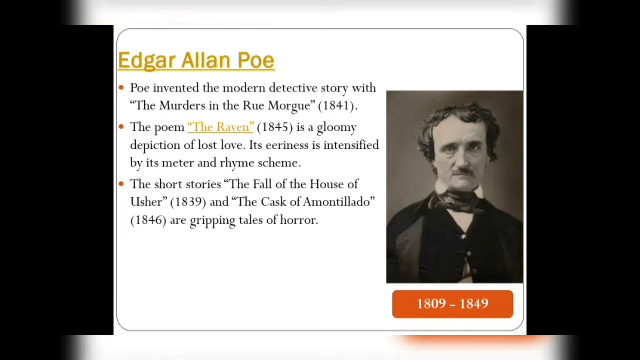 Edgar Allan Poe
• Poe invented the modern detective story with
“The Murders in the Rue Morgue” (1841).
• The poem “The Raven” (1845) is a gloomy
depiction of lost love. Its eeriness is intensified
by its meter and rhyme scheme.
• The short stories “The Fall of the House of
Usher” (1839) and “The Cask of Amontillado”
(1846) are gripping tales of horror.
1809 - 1849